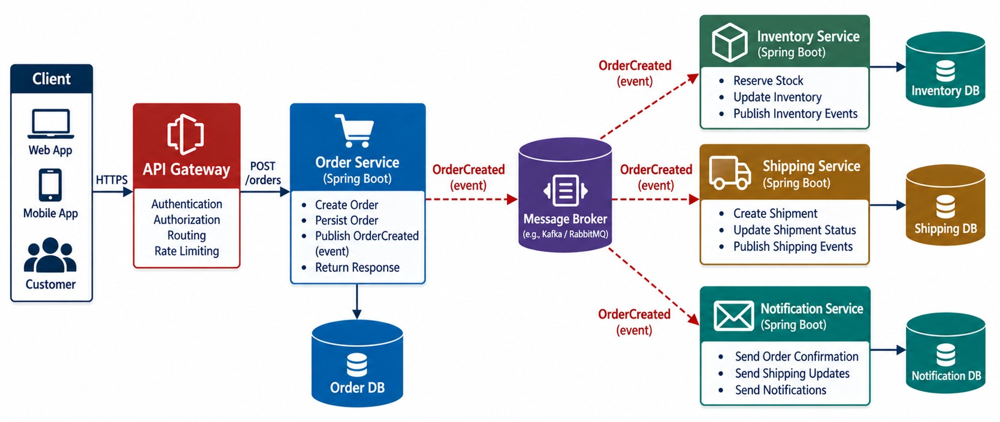 Client
Web App
Mobile App
Customer
HTTPS
API Gateway
Authentication
Authorization
Routing
Rate Limiting
POST
/orders
Order Service
(Spring Boot)
• Create Order
• Persist Order
• Publish OrderCreated
(event)
• Return Response
Order DB
OrderCreated
(event)
Message Broker
(e.g., Kafka / RabbitMQ)
OrderCreated
(event)
Inventory Service
(Spring Boot)
• Reserve Stock
• Update Inventory
• Publish Inventory Events
Inventory DB
OrderCreated
(event)
Shipping Service
(Spring Boot)
• Create Shipment
• Update Shipment Status
• Publish Shipping Events
Shipping DB
OrderCreated
(event)
Notification Service
(Spring Boot)
• Send Order Confirmation
• Send Shipping Updates
• Send Notifications
Notification DB